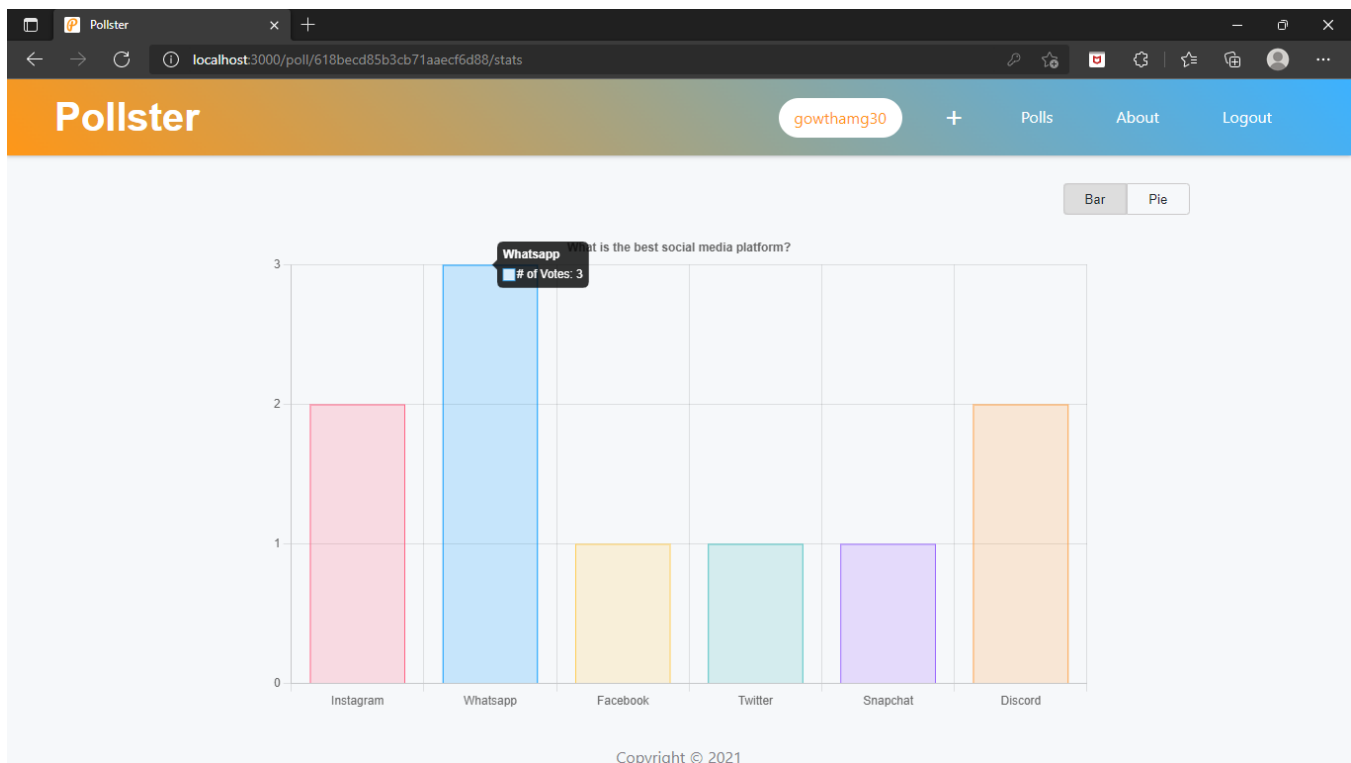 Pollster
localhost:3000/poll/618becd85b3cb71aaecf6d88/stats
Pollster
gowthamg30
+
Polls
About
Logout
Bar
Pie
What is the best social media platform?
Whatsapp
# of Votes: 3
3
2
1
0
Instagram
Whatsapp
Facebook
Twitter
Snapchat
Discord
Copyright © 2021